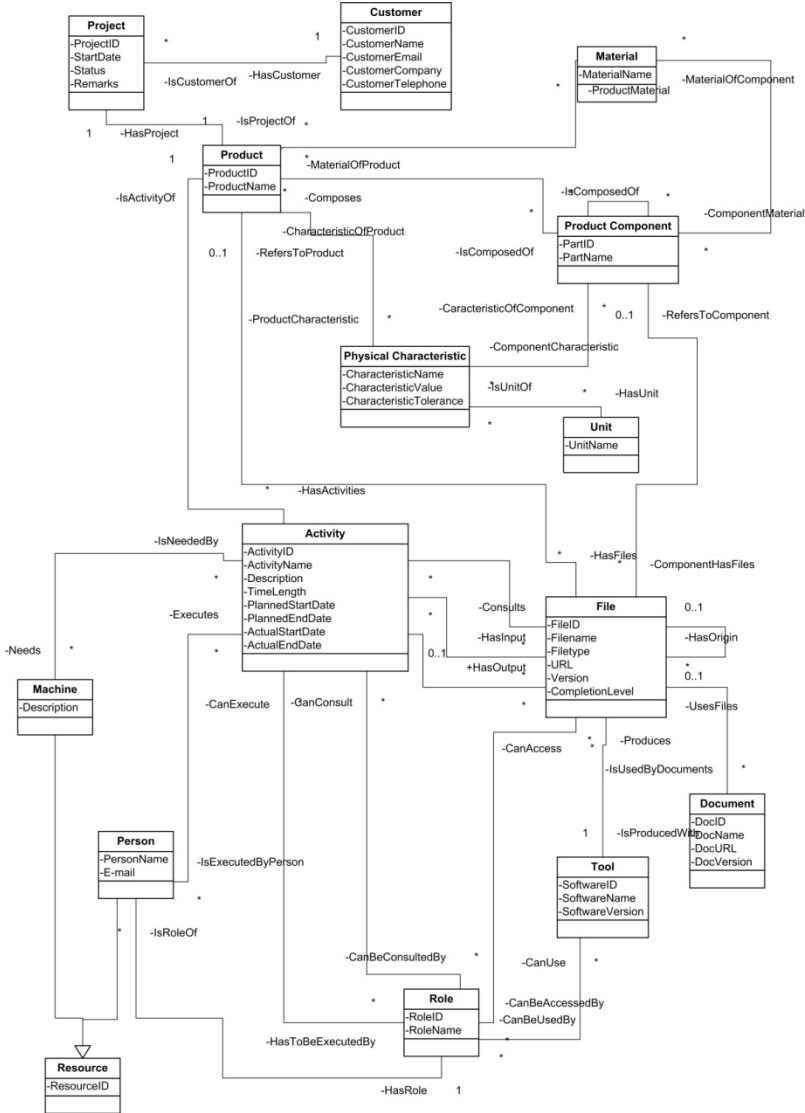 Project
-ProjectID
-StartDate
-Status
-Remarks
Customer
-CustomerID
-CustomerName
-CustomerEmail
-CustomerCompany
-CustomerTelephone
*
1
-HasCustomer
-IsCustomerOf
Material
-MaterialName
-ProductMaterial
*
*
-MaterialOfComponent
1
-HasProject
1
-IsProjectOf
*
*
1
Product
-ProductID
-ProductName
-IsActivityOf
-MaterialOfProduct
*
-Composes
-CharacteristicOfProduct
0..1
-RefersToProduct
-IsComposedOf
*
*
*
-ComponentMaterial
*
Product Component
-PartID
-PartName
-IsComposedOf
-CaracteristicOfComponent
*
0..1
-RefersToComponent
-ProductCharacteristic
*
Physical Characteristic
-CharacteristicName
-CharacteristicValue
-CharacteristicTolerance
-ComponentCharacteristic
*
-IsUnitOf
*
-HasUnit
*
Unit
-UnitName
*
-HasActivities
-IsNeededBy
*
Activity
-ActivityID
-ActivityName
-Description
-TimeLength
-PlannedStartDate
-PlannedEndDate
-ActualStartDate
-ActualEndDate
-Executes
*
*
-HasFiles
*
-ComponentHasFiles
*
-Consults
*
-HasInput
*
0..1
+HasOutput
*
*
File
-FileID
-Filename
-Filetype
-URL
-Version
-CompletionLevel
0..1
-HasOrigin
*
0..1
-UsesFiles
-Needs
*
Machine
-Description
-CanExecute
*
-CanConsult
*
-CanAccess
*
*
-Produces
-IsUsedByDocuments
*
Document
-DocID
-DocName
-DocURL
-DocVersion
1
-IsProducedWith
Tool
-SoftwareID
-SoftwareName
-SoftwareVersion
Person
-PersonName
-E-mail
-IsExecutedByPerson
*
*
-IsRoleOf
-CanBeConsultedBy
*
-CanUse
*
*
Role
-RoleID
-RoleName
-CanBeAccessedBy
-CanBeUsedBy
*
*
-HasToBeExecutedBy
Resource
-ResourceID
-HasRole
1